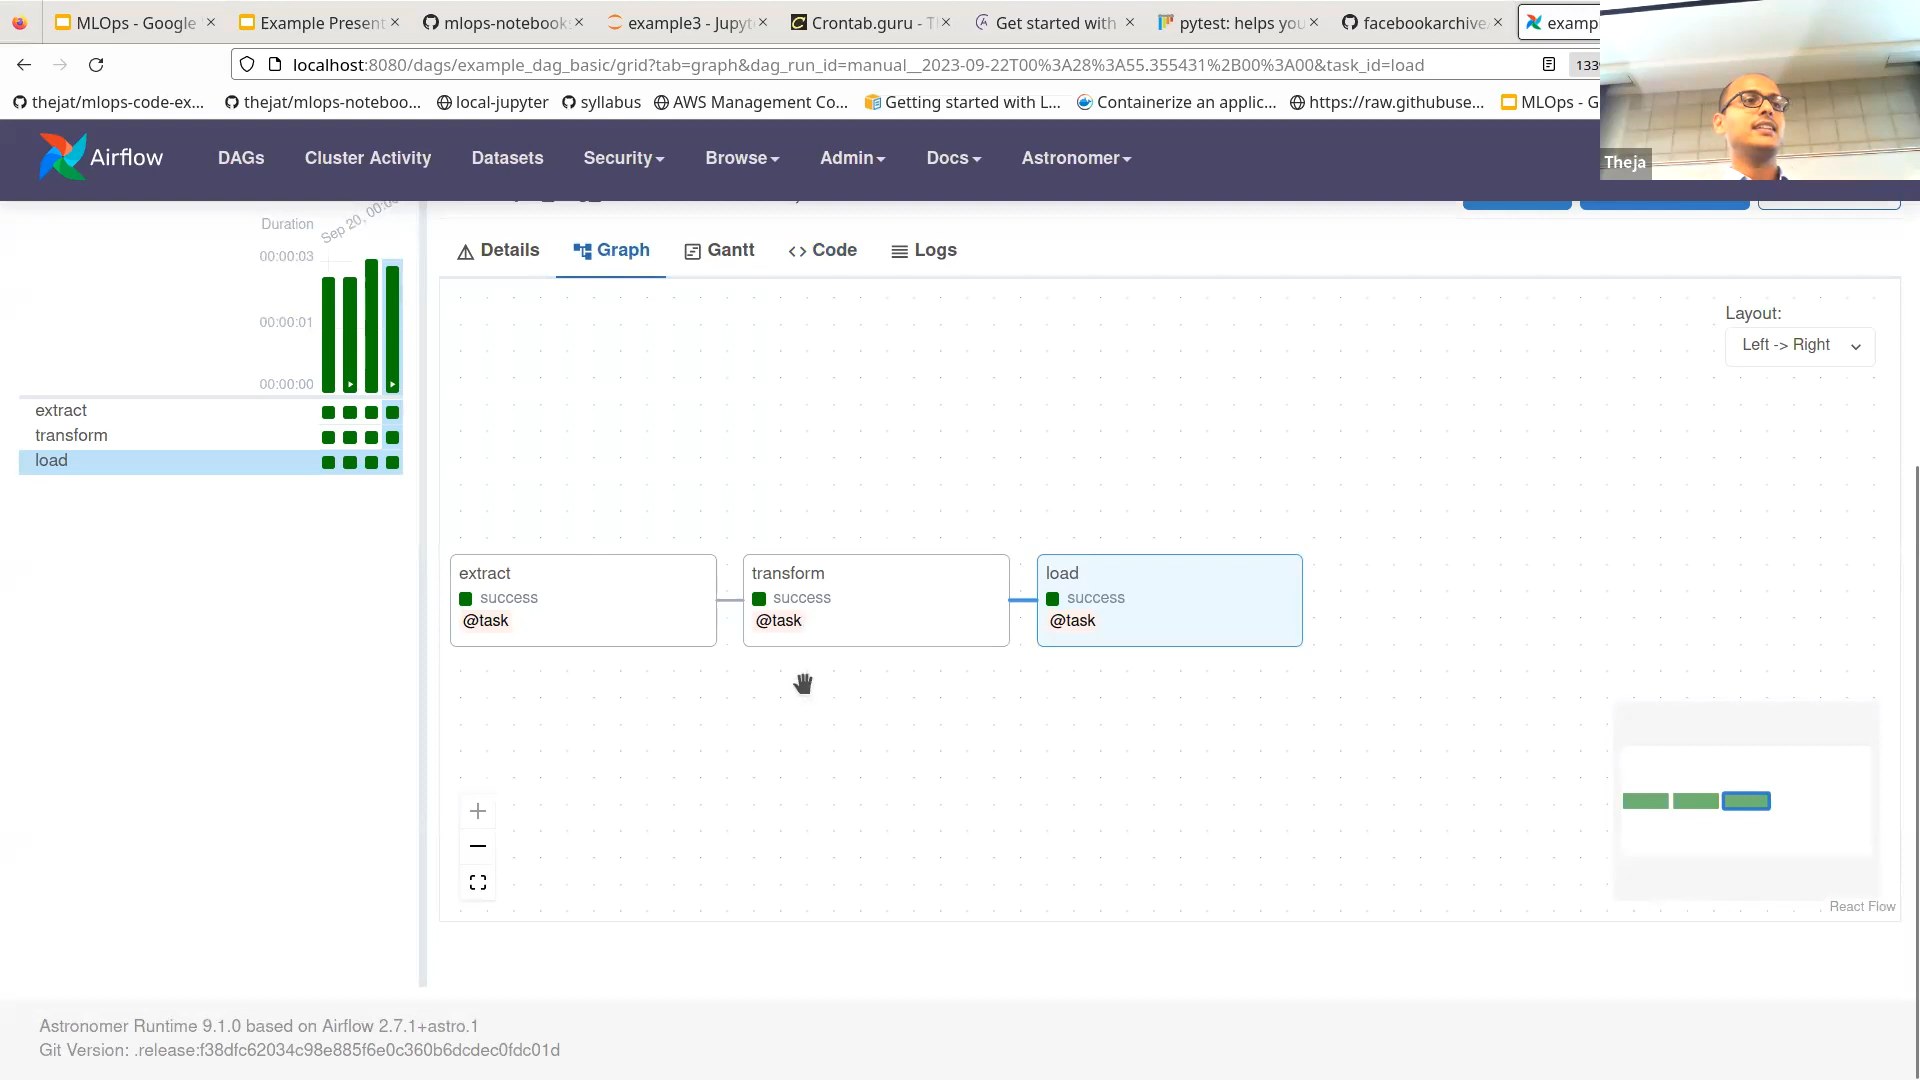 MLOps - Google
Example Present
mlops-notebook
example3 - Jupyt
Crontab.guru - T
Get started with
pytest: helps you
facebookarchive
examp
localhost:8080/dags/example_dag_basic/grid?tab=graph&dag_run_id=manual__2023-09-22T00%3A28%3A55.355431%2B00%3A00&task_id=load
133
thejat/mlops-code-ex...
thejat/mlops-noteboo...
local-jupyter
syllabus
AWS Management Co...
Getting started with L...
Containerize an applic...
https://raw.githubuse...
MLOps - G
Theja
Airflow
DAGs
Cluster Activity
Datasets
Security
Browse
Admin
Docs
Astronomer
Duration
Sep 20, 00:0
00:00:03
00:00:01
00:00:00
extract
transform
load
Details
Graph
Gantt
Code
Logs
Layout:
Left -> Right
extract
success
@task
transform
success
@task
load
success
@task
React Flow
Astronomer Runtime 9.1.0 based on Airflow 2.7.1+astro.1
Git Version: .release:f38dfc62034c98e885f6e0c360b6dcdec0fdc01d